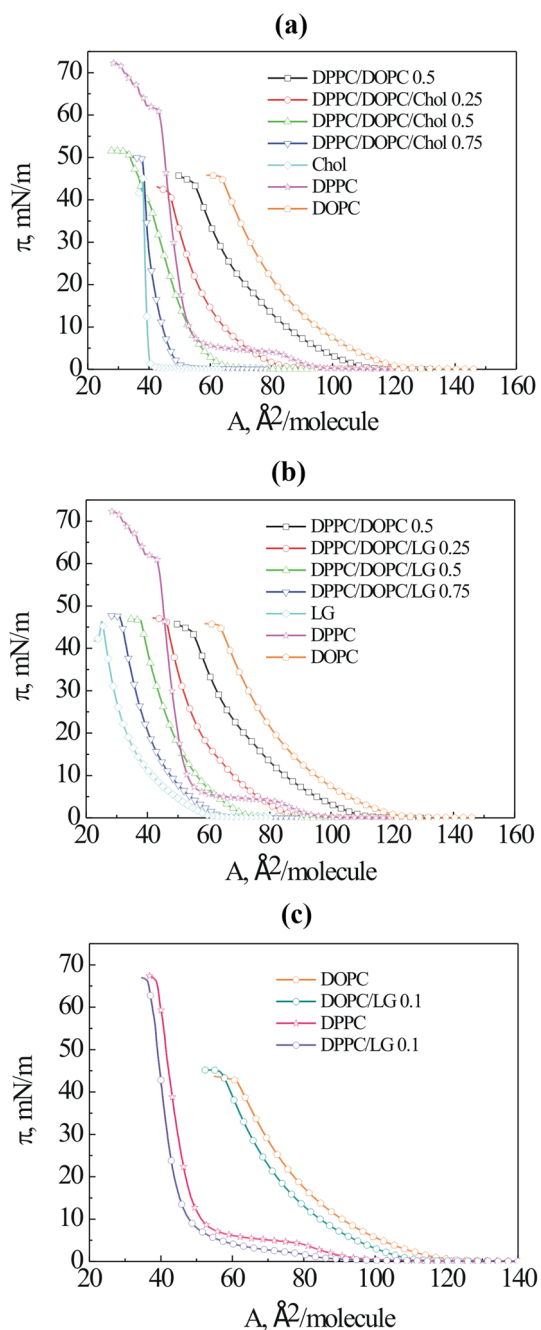 (a)
70
60
50
40
30
20
10
0
π, mN/m
DPPC/DOPC 0.5
DPPC/DOPC/Chol 0.25
DPPC/DOPC/Chol 0.5
DPPC/DOPC/Chol 0.75
Chol
DPPC
DOPC
20 40 60 80 100 120 140 160
A, Å2/molecule
(b)
70
60
50
40
30
20
10
0
π, mN/m
DPPC/DOPC 0.5
DPPC/DOPC/LG 0.25
DPPC/DOPC/LG 0.5
DPPC/DOPC/LG 0.75
LG
DPPC
DOPC
20 40 60 80 100 120 140 160
A, Å2/molecule
(c)
70
60
50
40
30
20
10
0
π, mN/m
DOPC
DOPC/LG 0.1
DPPC
DPPC/LG 0.1
20 40 60 80 100 120 140
A, Å2/molecule